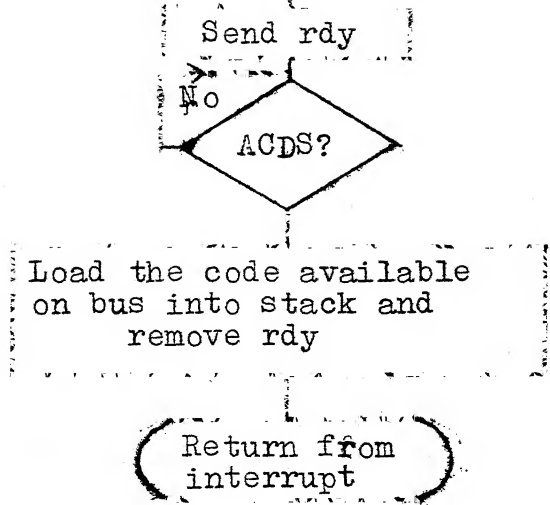 Send rdy
No
ACDS?
Load the code available
on bus into stack and
remove rdy
Return from
interrupt